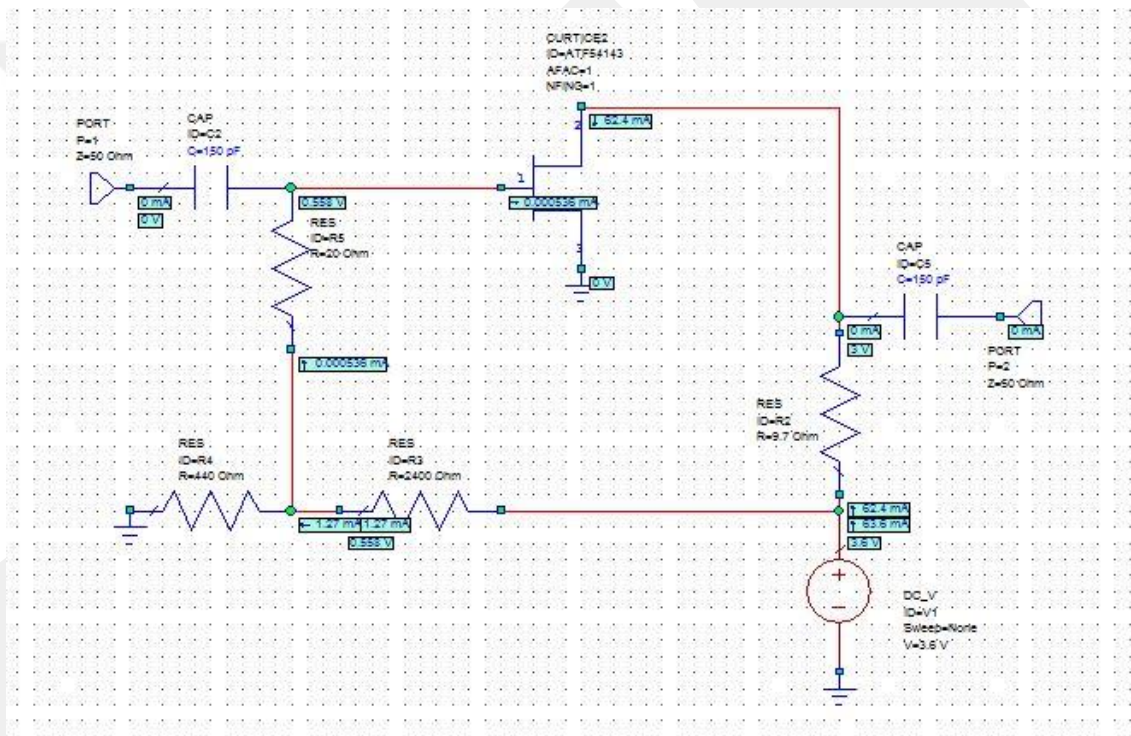 CURTICE2
ID=ATF54143
AFAC=1
NFING=1
2
62.4 mA
PORT
P=1
Z=50 Ohm
CAP
ID=C2
C=150 pF
1
0 mA
0 V
0.558 V
0.000536 mA
RES
ID=R5
R=20 Ohm
3
0 V
CAP
ID=C5
C=150 pF
0 mA
3 V
0 mA
PORT
P=2
Z=50 Ohm
0.000536 mA
RES
ID=R2
R=9.7 Ohm
RES
ID=R4
R=440 Ohm
RES
ID=R3
R=2400 Ohm
1.27 mA
1.27 mA
0.558 V
62.4 mA
63.6 mA
3.6 V
+
−
DC_V
ID=V1
Sweep=None
V=3.6 V